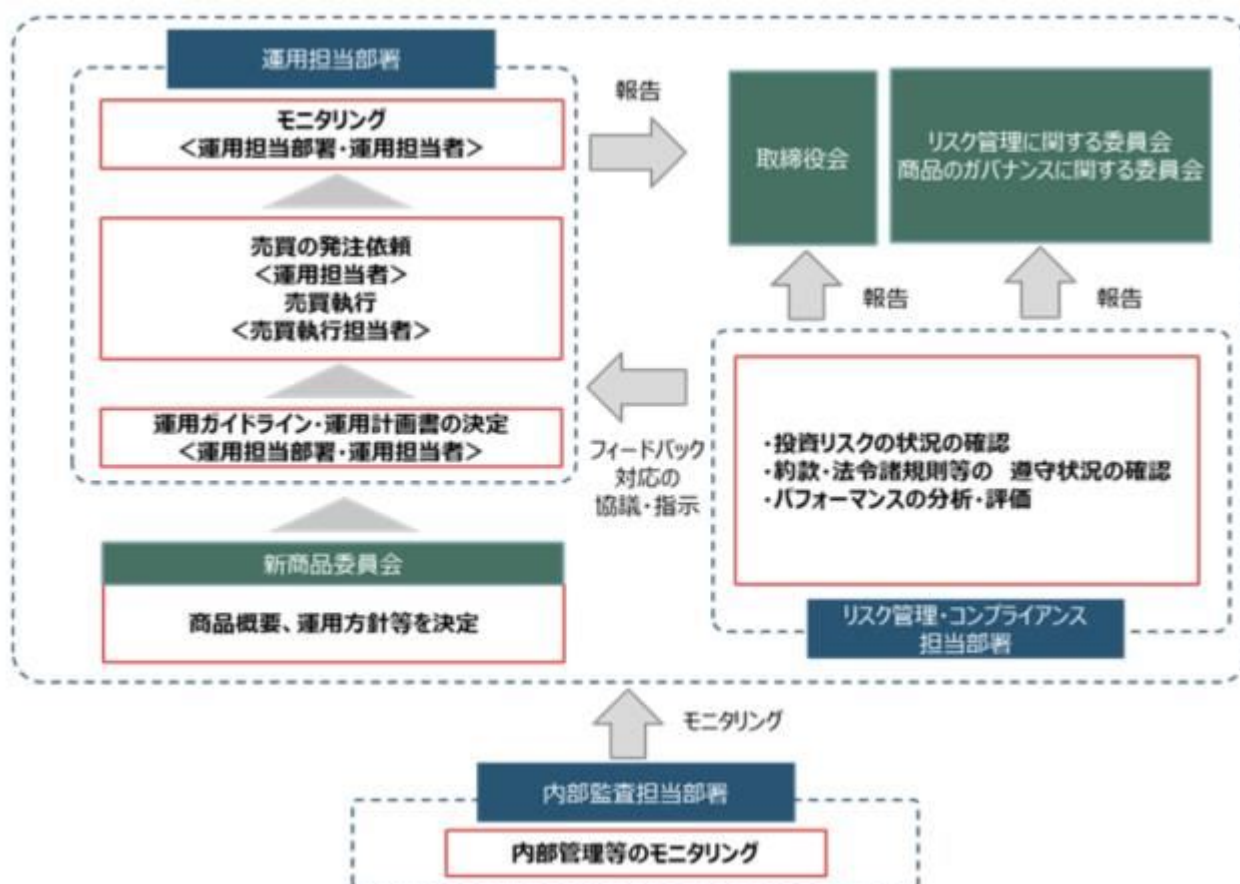 運用担当部署
モニタリング
＜運用担当部署・運用担当者＞
売買の発注依頼
＜運用担当者＞
売買執行
＜売買執行担当者＞
運用ガイドライン・運用計画書の決定
＜運用担当部署・運用担当者＞
新商品委員会
商品概要、運用方針等を決定
報告
取締役会
リスク管理に関する委員会
商品のガバナンスに関する委員会
報告
報告
フィードバック
対応の
協議・指示
・投資リスクの状況の確認
・約款・法令諸規則等の　遵守状況の確認
・パフォーマンスの分析・評価
リスク管理・コンプライアンス
担当部署
モニタリング
内部監査担当部署
内部管理等のモニタリング